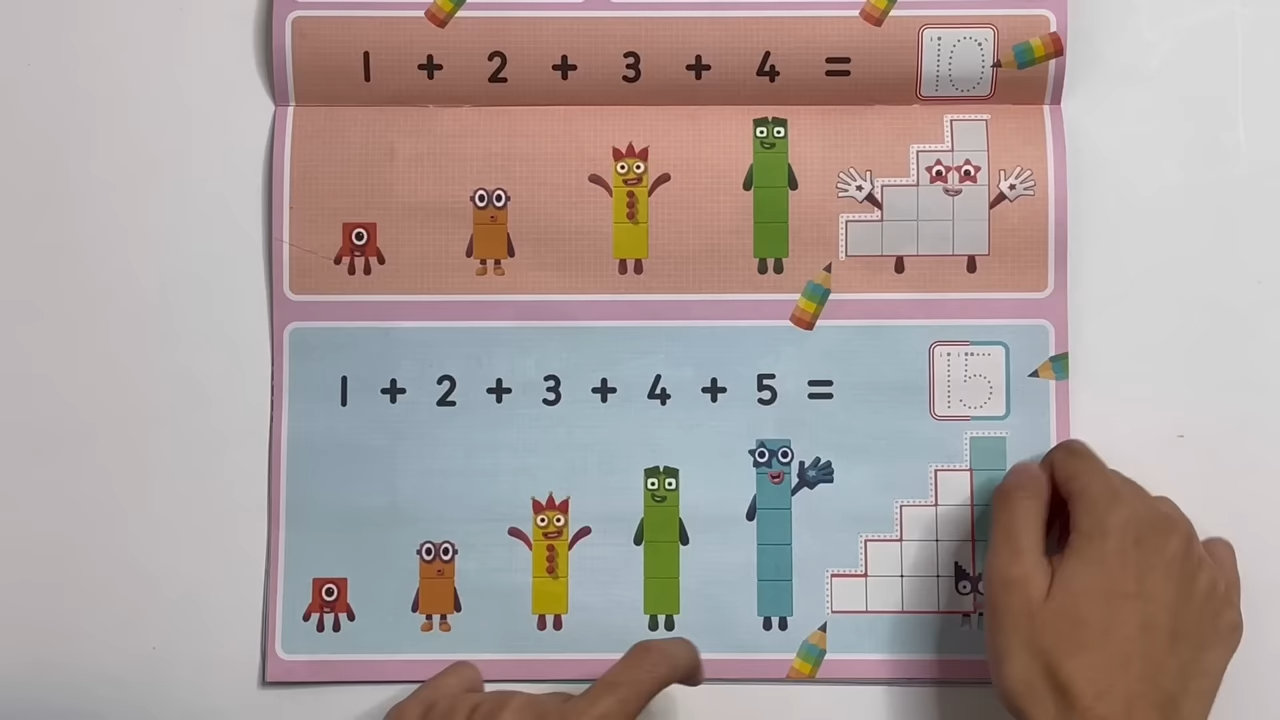 1 + 2 + 3 + 4 = 10
1 + 2 + 3 + 4 + 5 = 15